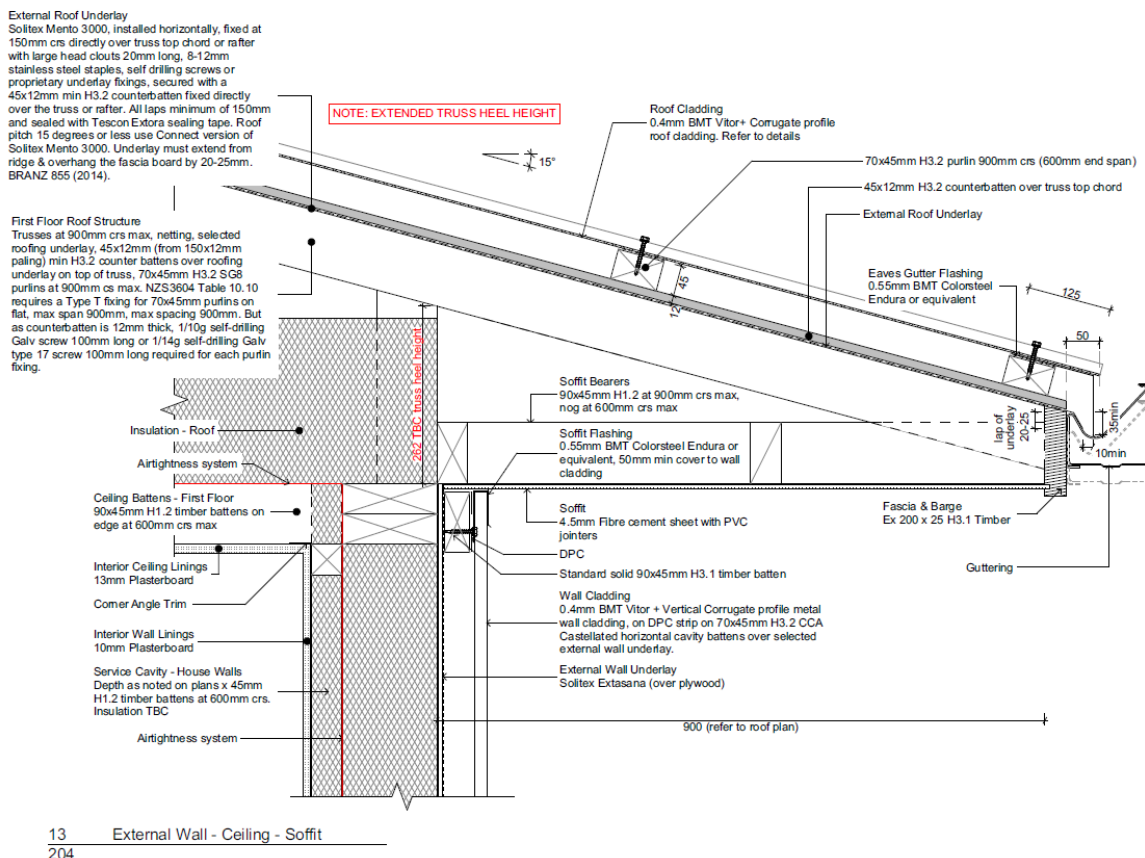 External Roof Underlay
Solitex Mento 3000, installed horizontally, fixed at
150mm crs directly over truss top chord or rafter
with large head clouts 20mm long, 8-12mm
stainless steel staples, self drilling screws or
proprietary underlay fixings, secured with a
45x12mm min H3.2 counterbatten fixed directly
over the truss or rafter. All laps minimum of 150mm
and sealed with Tescon Extora sealing tape. Roof
pitch 15 degrees or less use Connect version of
Solitex Mento 3000. Underlay must extend from
ridge & overhang the fascia board by 20-25mm.
BRANZ 855 (2014).
NOTE: EXTENDED TRUSS HEEL HEIGHT
15°
Roof Cladding
0.4mm BMT Vitor+ Corrugate profile
roof cladding. Refer to details
70x45mm H3.2 purlin 900mm crs (600mm end span)
45x12mm H3.2 counterbatten over truss top chord
External Roof Underlay
First Floor Roof Structure
Trusses at 900mm crs max, netting, selected
roofing underlay, 45x12mm (from 150x12mm
paling) min H3.2 counter battens over roofing
underlay on top of truss, 70x45mm H3.2 SG8
purlins at 900mm cs max. NZS3604 Table 10.10
requires a Type T fixing for 70x45mm purlins on
flat, max span 900mm, max spacing 900mm. But
as counterbatten is 12mm thick, 1/10g self-drilling
Galv screw 100mm long or 1/14g self-drilling Galv
type 17 screw 100mm long required for each purlin
fixing.
45
12
Eaves Gutter Flashing
0.55mm BMT Colorsteel
Endura or equivalent
125
50
262 TBC truss heel height
Soffit Bearers
90x45mm H1.2 at 900mm crs max,
nog at 600mm crs max
lap of
underlay
20-25
35min
10min
Insulation - Roof
Soffit Flashing
0.55mm BMT Colorsteel Endura or
equivalent, 50mm min cover to wall
cladding
Airtightness system
Ceiling Battens - First Floor
90x45mm H1.2 timber battens on
edge at 600mm crs max
Soffit
4.5mm Fibre cement sheet with PVC
jointers
Fascia & Barge
Ex 200 x 25 H3.1 Timber
DPC
Interior Ceiling Linings
13mm Plasterboard
Standard solid 90x45mm H3.1 timber batten
Guttering
Corner Angle Trim
Wall Cladding
0.4mm BMT Vitor + Vertical Corrugate profile metal
wall cladding, on DPC strip on 70x45mm H3.2 CCA
Castellated horizontal cavity battens over selected
external wall underlay.
Interior Wall Linings
10mm Plasterboard
Service Cavity - House Walls
Depth as noted on plans x 45mm
H1.2 timber battens at 600mm crs.
Insulation TBC
External Wall Underlay
Solitex Extasana (over plywood)
Airtightness system
900 (refer to roof plan)
13 External Wall - Ceiling - Soffit
204